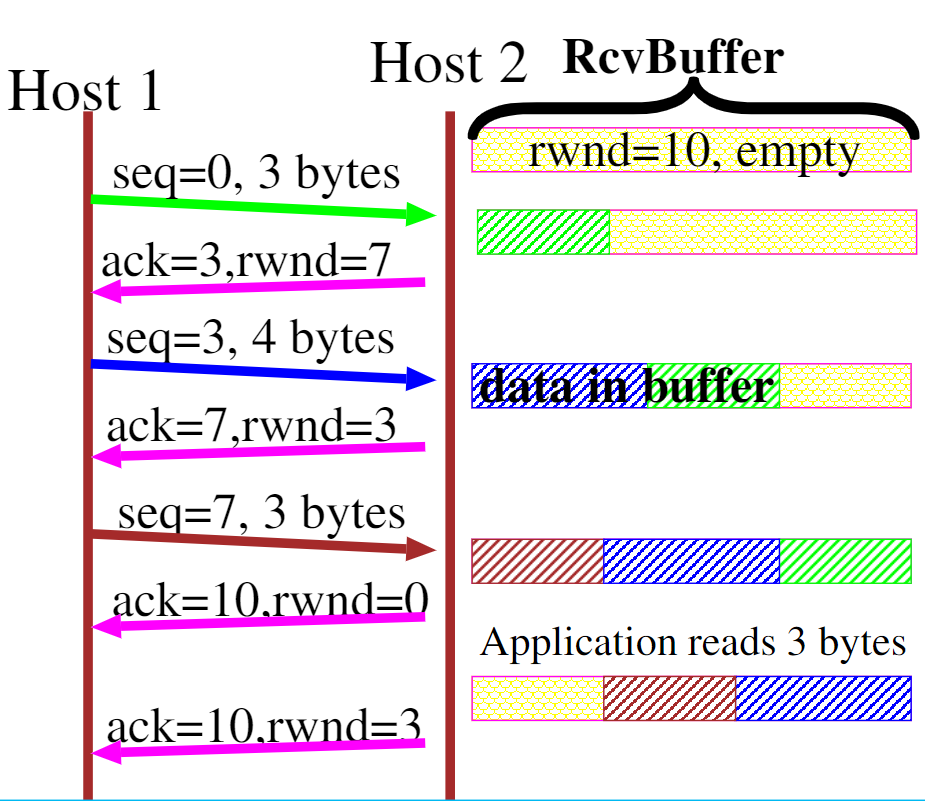 Host 1
Host 2
RcvBuffer
rwnd=10, empty
seq=0, 3 bytes
ack=3,rwnd=7
seq=3, 4 bytes
data in buffer
ack=7,rwnd=3
seq=7, 3 bytes
ack=10,rwnd=0
Application reads 3 bytes
ack=10,rwnd=3